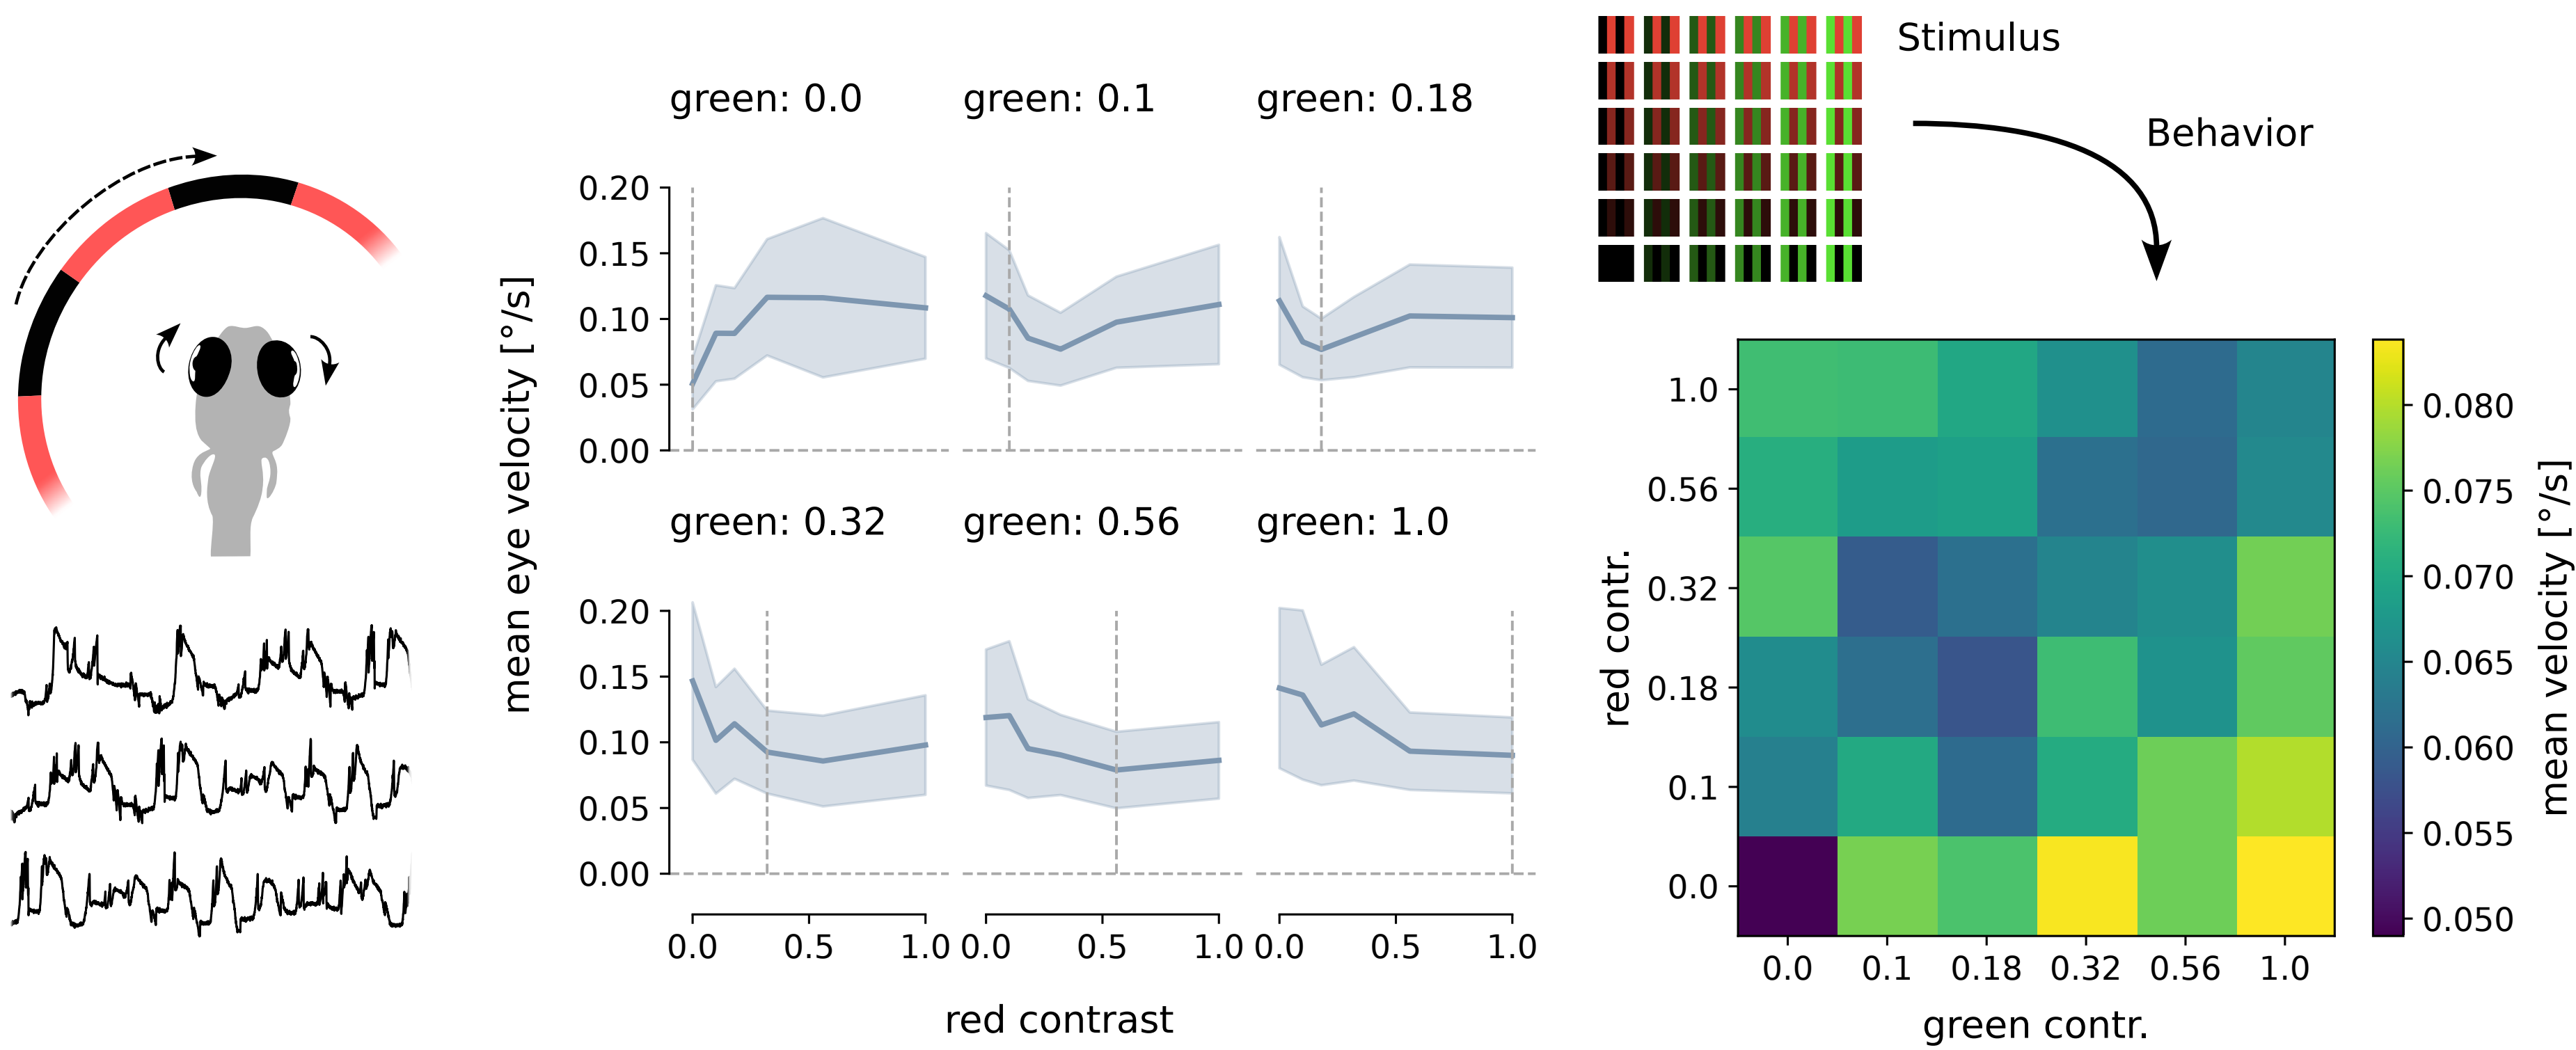 green: 0.0
green: 0.1
green: 0.18
mean eye velocity [°/s]
0.20
0.15
0.10
0.05
0.00
green: 0.32
green: 0.56
green: 1.0
0.20
0.15
0.10
0.05
0.00
0.0 0.5 1.0
0.0 0.5 1.0
0.0 0.5 1.0
red contrast
Stimulus
Behavior
red contr.
1.0
0.56
0.32
0.18
0.1
0.0
0.0 0.1 0.18 0.32 0.56 1.0
green contr.
0.080
0.075
0.070
0.065
0.060
0.055
0.050
mean velocity [°/s]